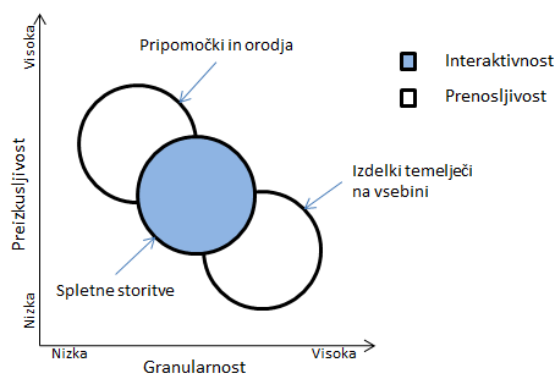 Visoka
Pripomočki in orodja
Interaktivnost
Prenosljivost
Preizkusljivost
Izdelki temelječi
na vsebini
Spletne storitve
Nizka
Nizka
Visoka
Granularnost